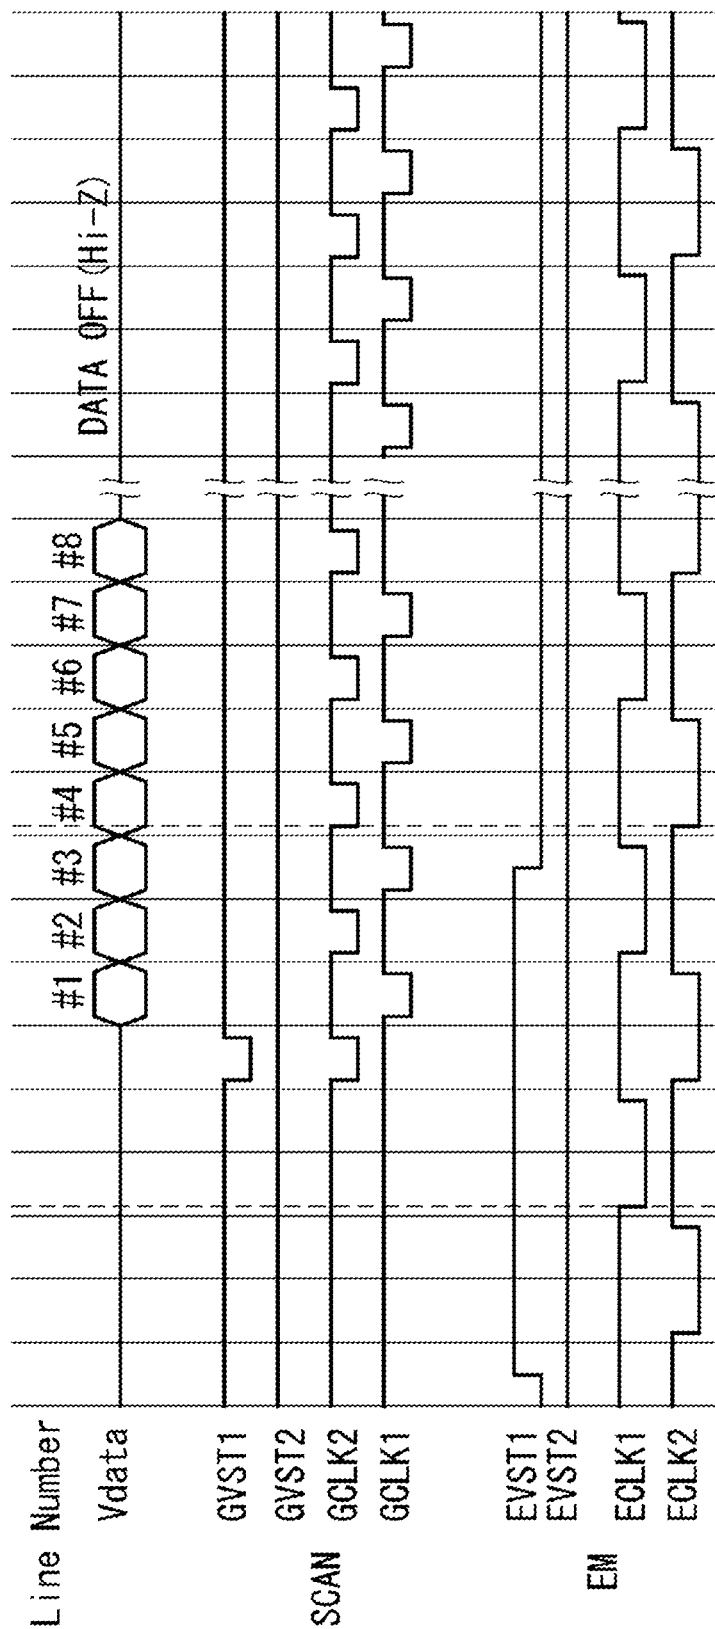 Line Number #1 #2 #3 #4 #5 #6 #7 #8
Vdata DATA OFF (Hi-Z)
SCAN
GVST1
GVST2
GCLK2
GCLK1
EM
EVST1
EVST2
ECLK1
ECLK2